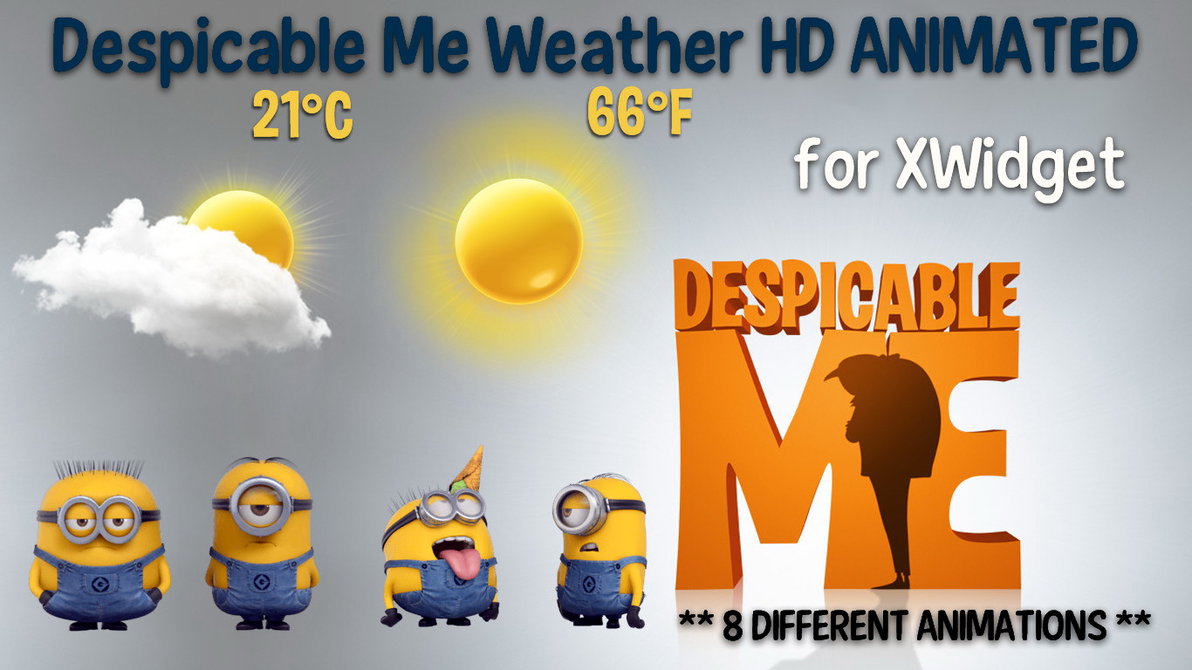 Despicable Me Weather HD ANIMATED
21°C
66°F
for XWidget
DESPICABLE
ME
** 8 DIFFERENT ANIMATIONS **